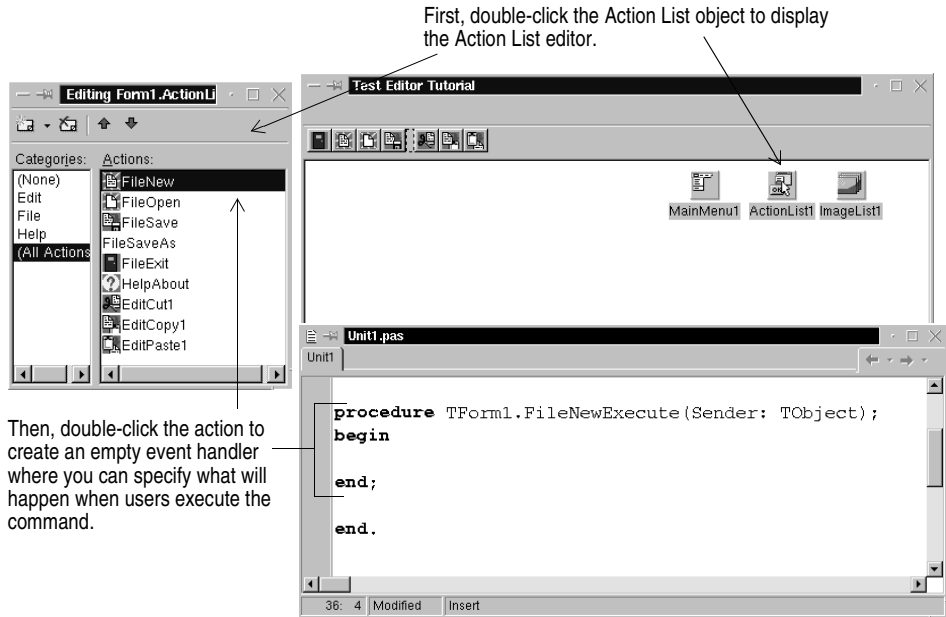 First, double-click the Action List object to display
the Action List editor.
Editing Form1.ActionLi
Categories:
Actions:
(None)
Edit
File
Help
(All Actions
FileNew
FileOpen
FileSave
FileSaveAs
FileExit
HelpAbout
EditCut1
EditCopy1
EditPaste1
Test Editor Tutorial
MainMenu1
ActionList1
ImageList1
Then, double-click the action to
create an empty event handler
where you can specify what will
happen when users execute the
command.
Unit1.pas
Unit1
procedure TForm1.FileNewExecute(Sender: TObject);
begin
end;
end.
36: 4
Modified
Insert